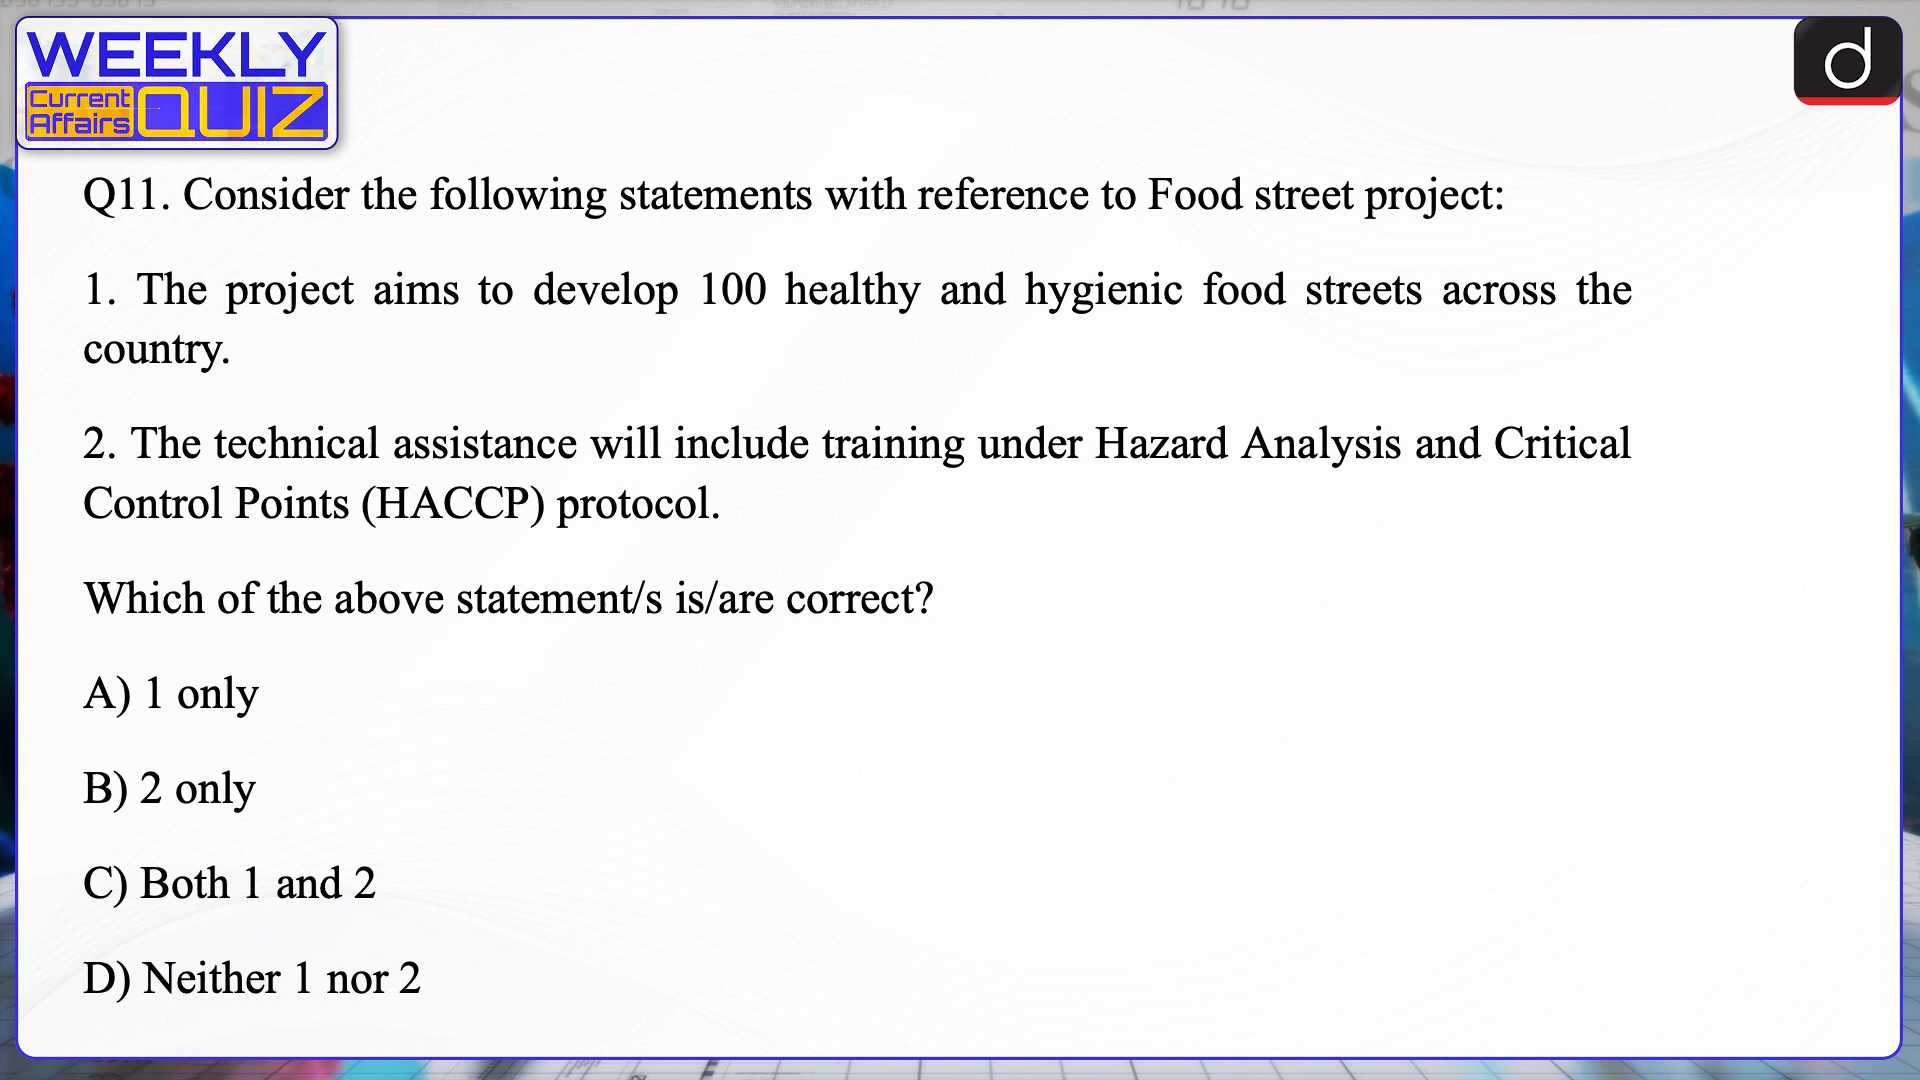 WEEKLY
Current
Affairs
QUIZ
d
Q11. Consider the following statements with reference to Food street project:
1. The project aims to develop 100 healthy and hygienic food streets across the
country.
2. The technical assistance will include training under Hazard Analysis and Critical
Control Points (HACCP) protocol.
Which of the above statement/s is/are correct?
A) 1 only
B) 2 only
C) Both 1 and 2
D) Neither 1 nor 2